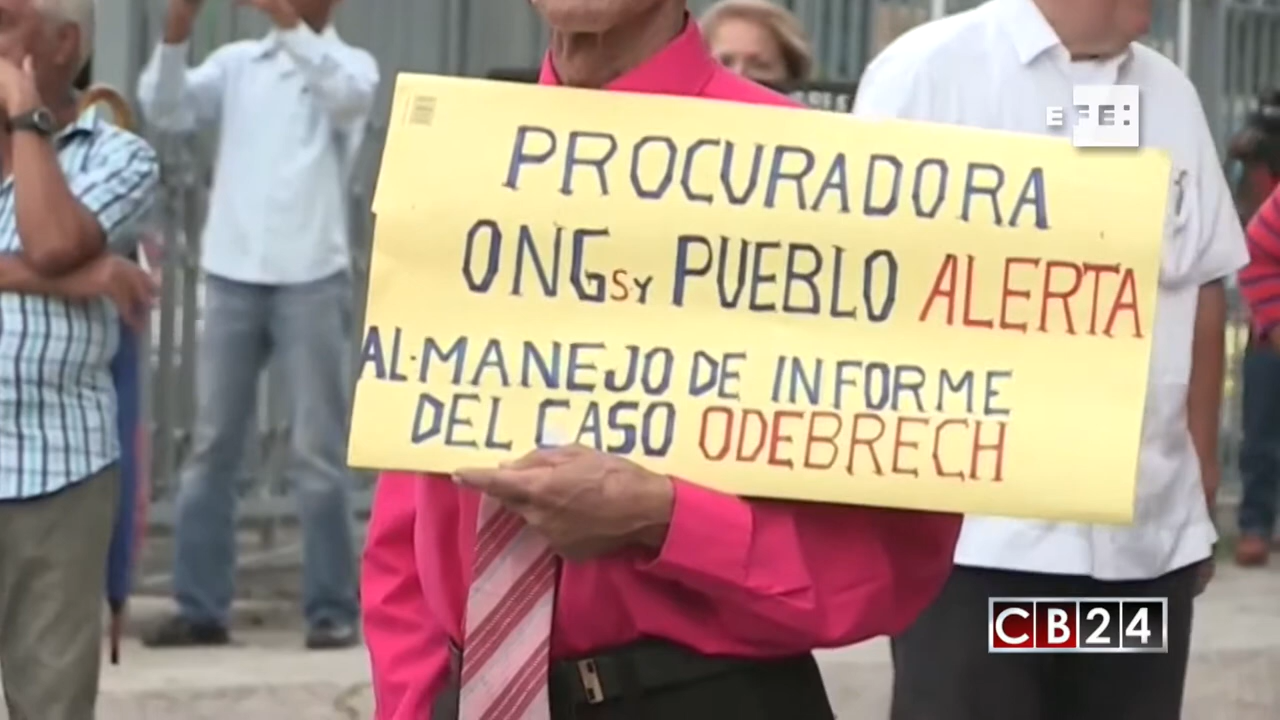 EFE:
PROCURADORA
ONGs Y PUEBLO ALERTA
AL-MANEJO DE INFORME
DEL CASO ODEBRECH
CB24